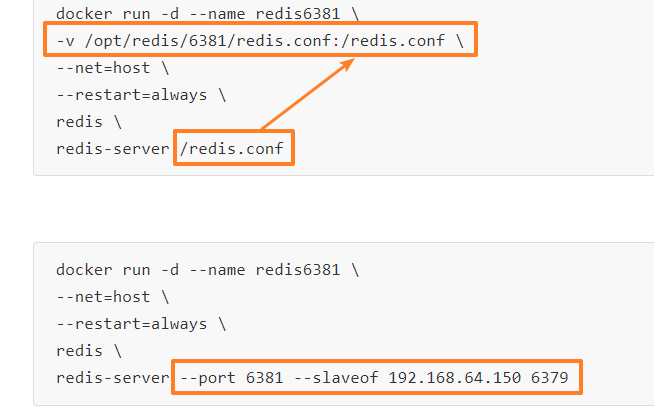 docker run -d --name redis6381 \
-v /opt/redis/6381/redis.conf:/redis.conf \
--net=host \
--restart=always \
redis \
redis-server /redis.conf
docker run -d --name redis6381 \
--net=host \
--restart=always \
redis \
redis-server --port 6381 --slaveof 192.168.64.150 6379